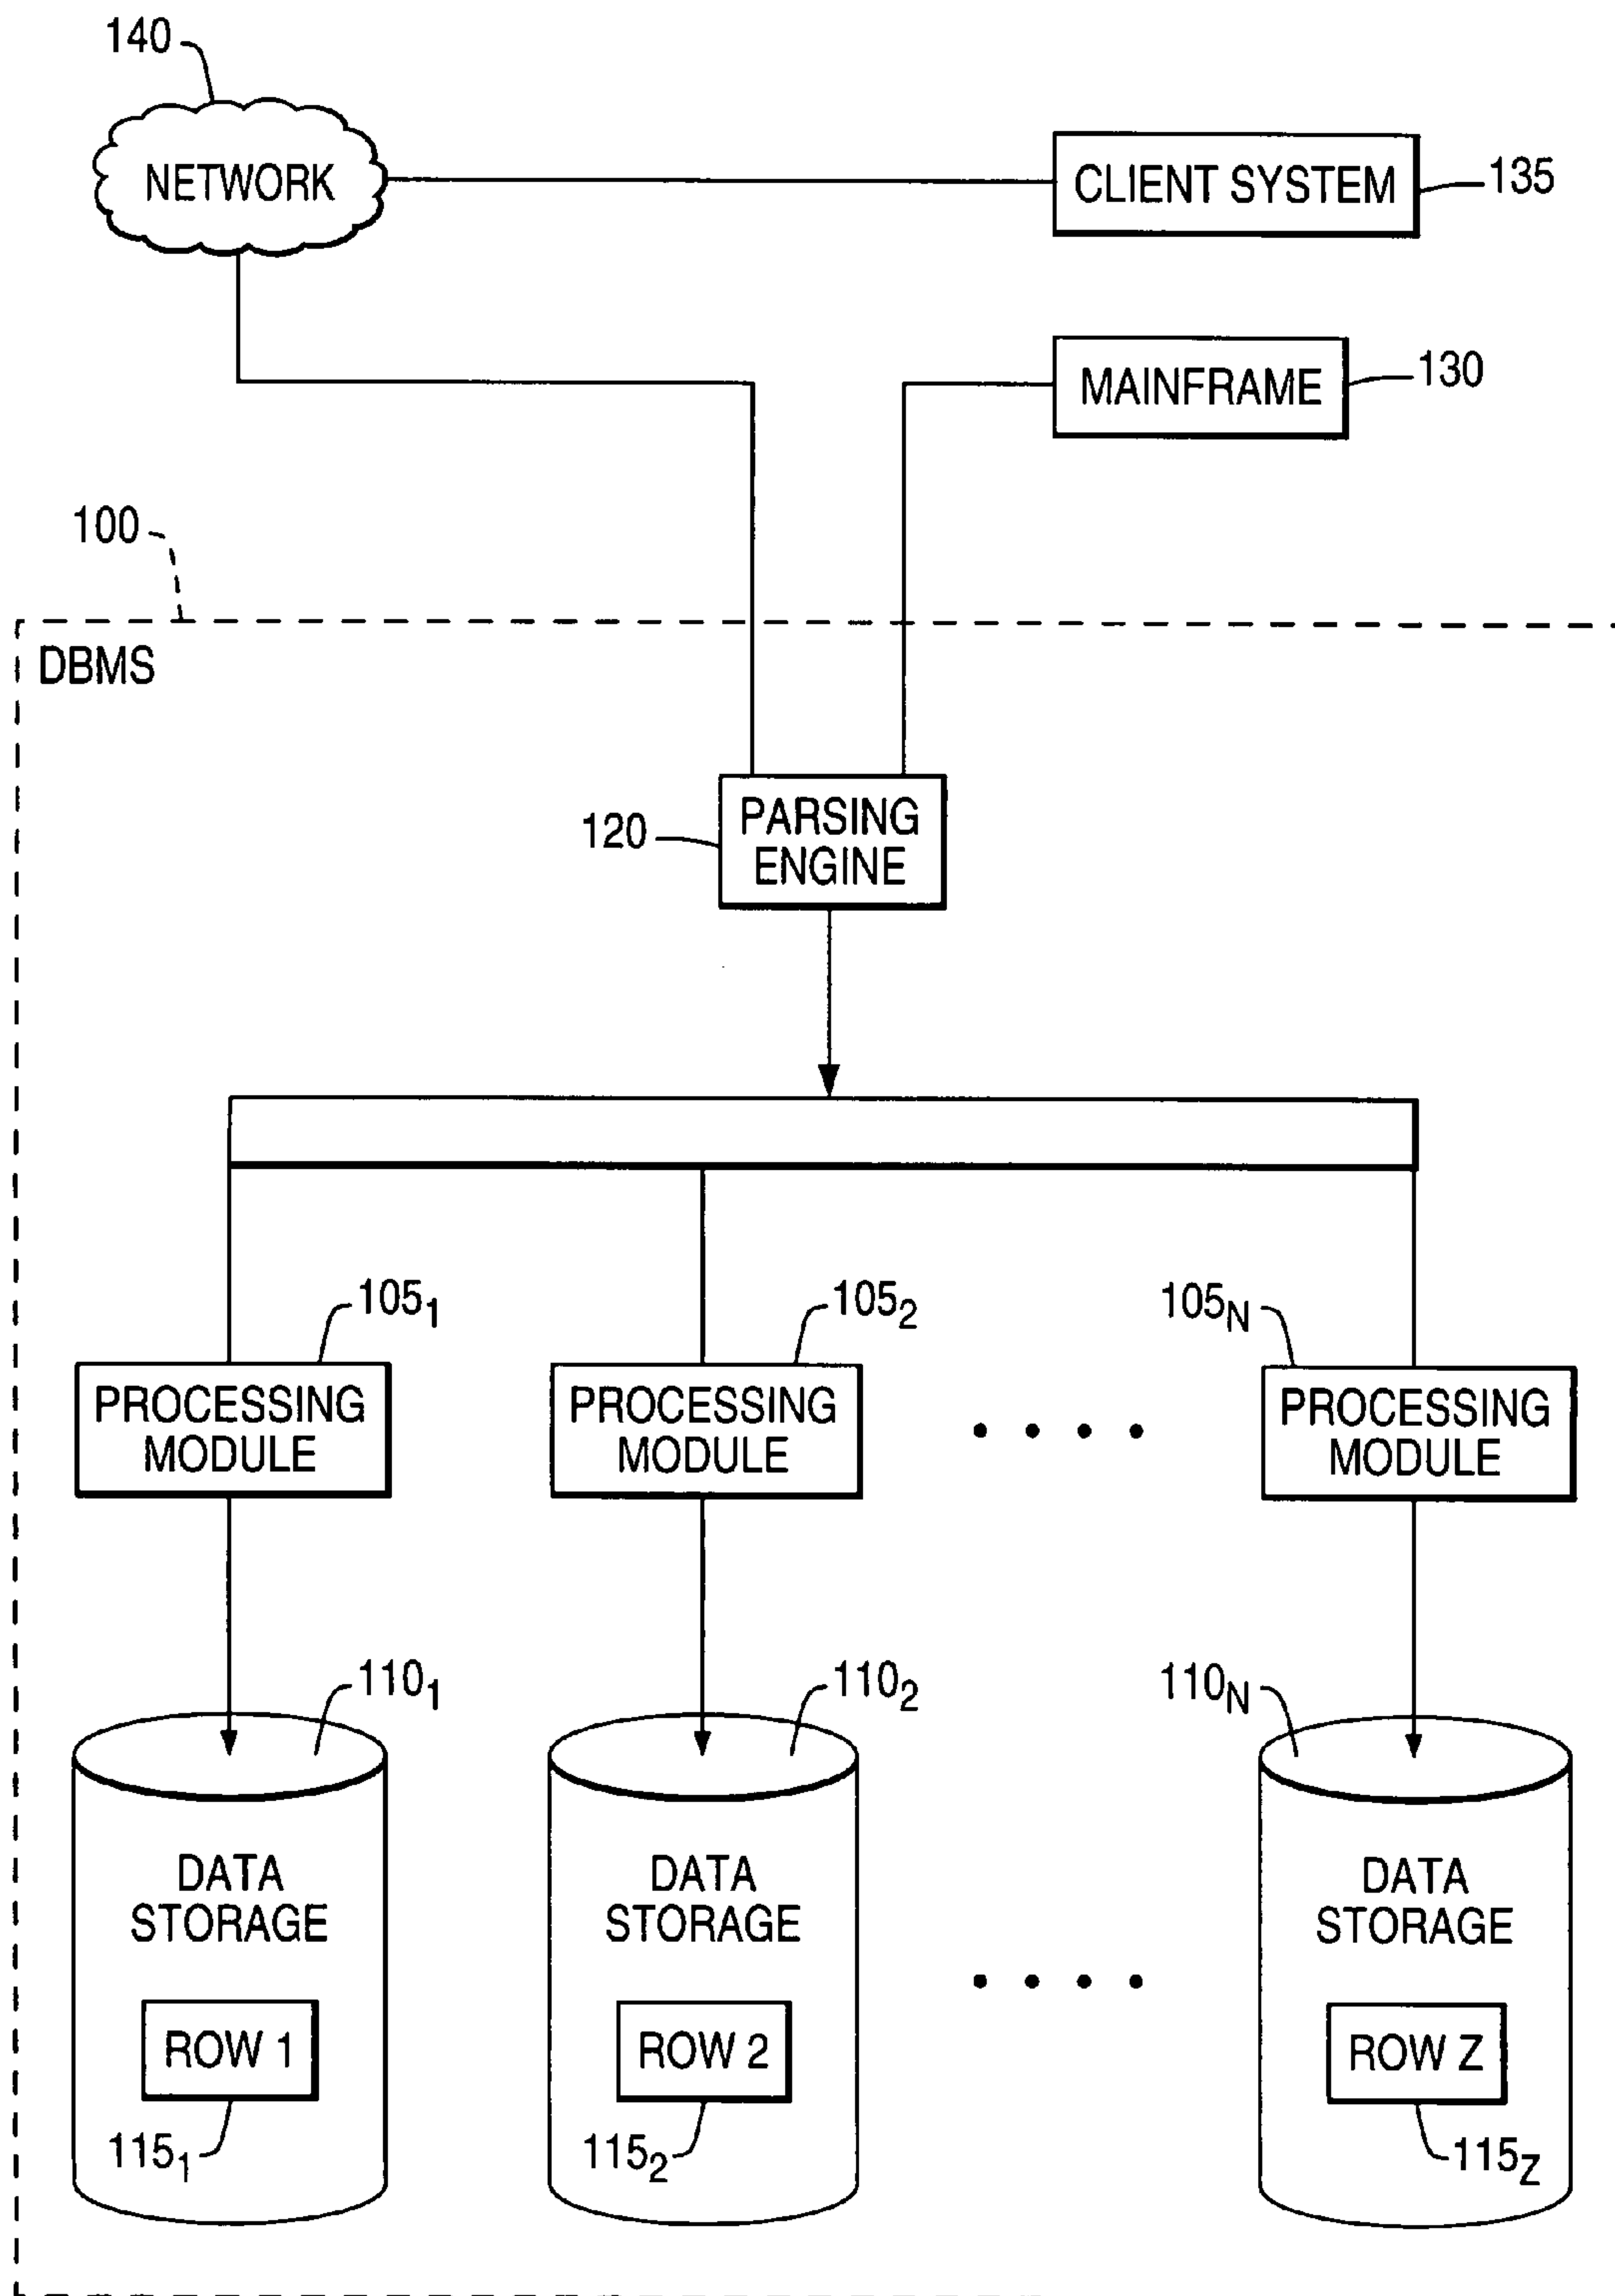 140
NETWORK
CLIENT SYSTEM
135
MAINFRAME
130
100
DBMS
120
PARSING
ENGINE
105₁
105₂
105N
PROCESSING
MODULE
PROCESSING
MODULE
PROCESSING
MODULE
110₁
110₂
110N
DATA
STORAGE
DATA
STORAGE
DATA
STORAGE
ROW 1
ROW 2
ROW Z
115₁
115₂
115Z